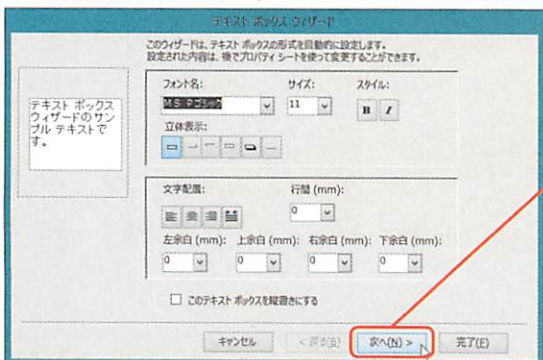 テキスト ボックス ウィザード
このウィザードは、テキスト ボックスの形式を自動的に設定します。
設定された内容は、後でプロパティ シートを使って変更することができます。
テキスト ボックス
ウィザードのサン
プル テキストで
す。
フォント名: サイズ: スタイル:
ＭＳ Ｐゴシック 11 B I
立体表示:
文字配置: 行間 (mm):
0
左余白 (mm): 上余白 (mm): 右余白 (mm): 下余白 (mm):
0 0 0 0
このテキスト ボックスを縦書きにする
キャンセル < 戻る(B) 次へ(N) > 完了(F)